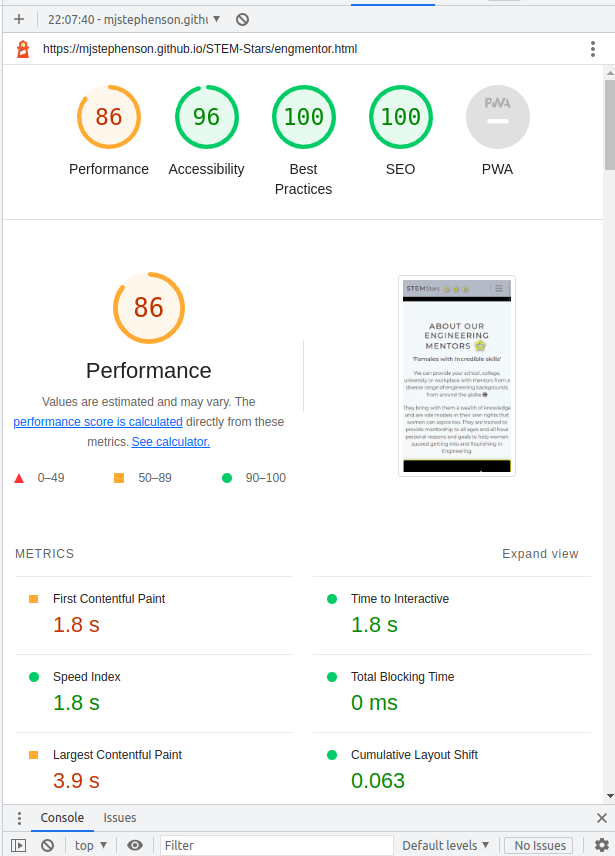 22:07:40 - mjstephenson.githu
https://mjstephenson.github.io/STEM-Stars/engmentor.html
86 96 100 100 PWA
Performance Accessibility Best Practices SEO PWA
86
Performance
Values are estimated and may vary. The
performance score is calculated directly from these
metrics. See calculator.
0–49 50–89 90–100
STEMStars
ABOUT OUR
ENGINEERING
MENTORS
'Females with Incredible skills'
We can provide your school, college,
university or workplace with mentors from a
diverse range of engineering backgrounds
from around the globe
They bring with them a wealth of knowledge
and are role models in their own rights that
women can aspire too. They are trained to
provide mentorship to all ages and all have
personal reasons and goals to help women
succeed getting into and flourishing in
Engineering.
METRICS Expand view
First Contentful Paint Time to Interactive
1.8 s 1.8 s
Speed Index Total Blocking Time
1.8 s 0 ms
Largest Contentful Paint Cumulative Layout Shift
3.9 s 0.063
Console Issues
top Filter Default levels No Issues